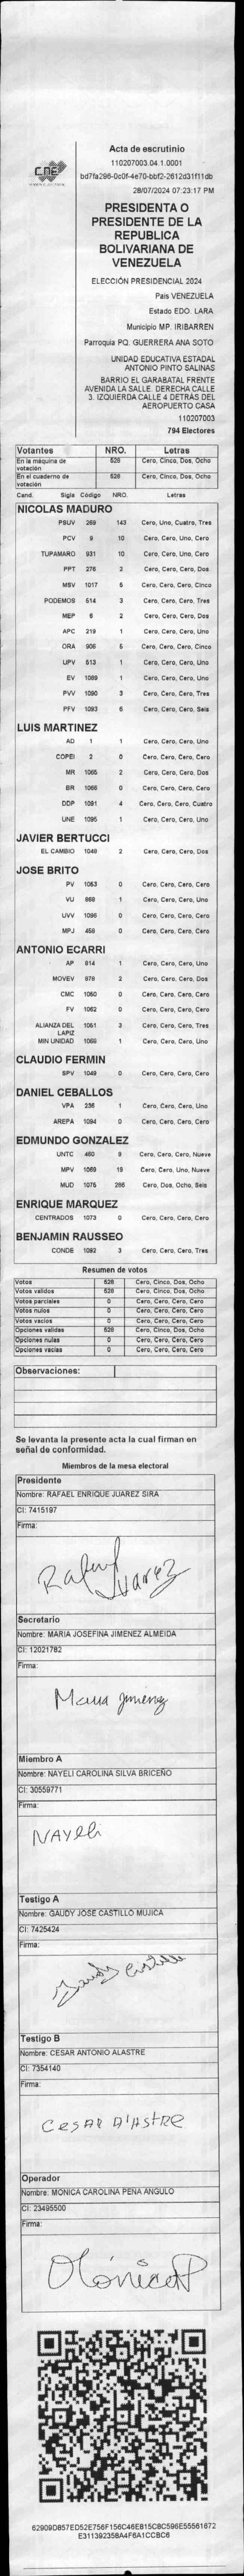 CNE
Acta de escrutinio
110207003.04.1.0001
bd7fa296-0c0f-4e70-bbf2-2612d31f11db
28/07/2024 07:23:17 PM
PRESIDENTA O
PRESIDENTE DE LA
REPUBLICA
BOLIVARIANA DE
VENEZUELA
ELECCIÓN PRESIDENCIAL 2024
País VENEZUELA
Estado EDO. LARA
Municipio MP. IRIBARREN
Parroquia PQ. GUERRERA ANA SOTO
UNIDAD EDUCATIVA ESTADAL
ANTONIO PINTO SALINAS
BARRIO EL GARABATAL FRENTE
AVENIDA LA SALLE. DERECHA CALLE
3. IZQUIERDA CALLE 4 DETRÁS DEL
AEROPUERTO CASA
110207003
794 Electores
Votantes NRO. Letras
En la máquina de votación 528 Cero, Cinco, Dos, Ocho
En el cuaderno de votación 528 Cero, Cinco, Dos, Ocho
Cand. Sigla Código NRO. Letras
NICOLAS MADURO
PSUV 269 143 Cero, Uno, Cuatro, Tres
PCV 9 10 Cero, Cero, Uno, Cero
TUPAMARO 931 10 Cero, Cero, Uno, Cero
PPT 276 2 Cero, Cero, Cero, Dos
MSV 1017 5 Cero, Cero, Cero, Cinco
PODEMOS 514 3 Cero, Cero, Cero, Tres
MEP 6 2 Cero, Cero, Cero, Dos
APC 219 1 Cero, Cero, Cero, Uno
ORA 906 5 Cero, Cero, Cero, Cinco
UPV 513 1 Cero, Cero, Cero, Uno
EV 1089 1 Cero, Cero, Cero, Uno
PVV 1090 3 Cero, Cero, Cero, Tres
PFV 1093 6 Cero, Cero, Cero, Seis
LUIS MARTINEZ
AD 1 1 Cero, Cero, Cero, Uno
COPEI 2 0 Cero, Cero, Cero, Cero
MR 1065 2 Cero, Cero, Cero, Dos
BR 1066 0 Cero, Cero, Cero, Cero
DDP 1091 4 Cero, Cero, Cero, Cuatro
UNE 1095 1 Cero, Cero, Cero, Uno
JAVIER BERTUCCI
EL CAMBIO 1048 2 Cero, Cero, Cero, Dos
JOSE BRITO
PV 1053 0 Cero, Cero, Cero, Cero
VU 868 1 Cero, Cero, Cero, Uno
UVV 1096 0 Cero, Cero, Cero, Cero
MPJ 458 0 Cero, Cero, Cero, Cero
ANTONIO ECARRI
AP 814 1 Cero, Cero, Cero, Uno
MOVEV 878 2 Cero, Cero, Cero, Dos
CMC 1050 0 Cero, Cero, Cero, Cero
FV 1062 0 Cero, Cero, Cero, Cero
ALIANZA DEL LAPIZ 1051 3 Cero, Cero, Cero, Tres
MIN UNIDAD 1068 1 Cero, Cero, Cero, Uno
CLAUDIO FERMIN
SPV 1049 0 Cero, Cero, Cero, Cero
DANIEL CEBALLOS
VPA 236 1 Cero, Cero, Cero, Uno
AREPA 1094 0 Cero, Cero, Cero, Cero
EDMUNDO GONZALEZ
UNTC 460 9 Cero, Cero, Cero, Nueve
MPV 1069 19 Cero, Cero, Uno, Nueve
MUD 1075 286 Cero, Dos, Ocho, Seis
ENRIQUE MARQUEZ
CENTRADOS 1073 0 Cero, Cero, Cero, Cero
BENJAMIN RAUSSEO
CONDE 1092 3 Cero, Cero, Cero, Tres
Resumen de votos
Votos 528 Cero, Cinco, Dos, Ocho
Votos validos 528 Cero, Cinco, Dos, Ocho
Votos parciales 0 Cero, Cero, Cero, Cero
Votos nulos 0 Cero, Cero, Cero, Cero
Votos vacios 0 Cero, Cero, Cero, Cero
Opciones validas 528 Cero, Cinco, Dos, Ocho
Opciones nulas 0 Cero, Cero, Cero, Cero
Opciones vacias 0 Cero, Cero, Cero, Cero
Observaciones:
Se levanta la presente acta la cual firman en
señal de conformidad.
Miembros de la mesa electoral
Presidente
Nombre: RAFAEL ENRIQUE JUAREZ SIRA
CI: 7415197
Firma:
Rafael Juarez
Secretario
Nombre: MARIA JOSEFINA JIMENEZ ALMEIDA
CI: 12021782
Firma:
Maria Jimenez
Miembro A
Nombre: NAYELI CAROLINA SILVA BRICEÑO
CI: 30559771
Firma:
NAYEli
Testigo A
Nombre: GAUDY JOSE CASTILLO MUJICA
CI: 7425424
Firma:
Gaudy Castillo
Testigo B
Nombre: CESAR ANTONIO ALASTRE
CI: 7354140
Firma:
CESAR AlAStRE
Operador
Nombre: MONICA CAROLINA PEÑA ANGULO
CI: 23495500
Firma:
Mónica P
62909D857ED52E756F156C46EB15C8C596E55561672
E311392358A4F6A1CCBC6